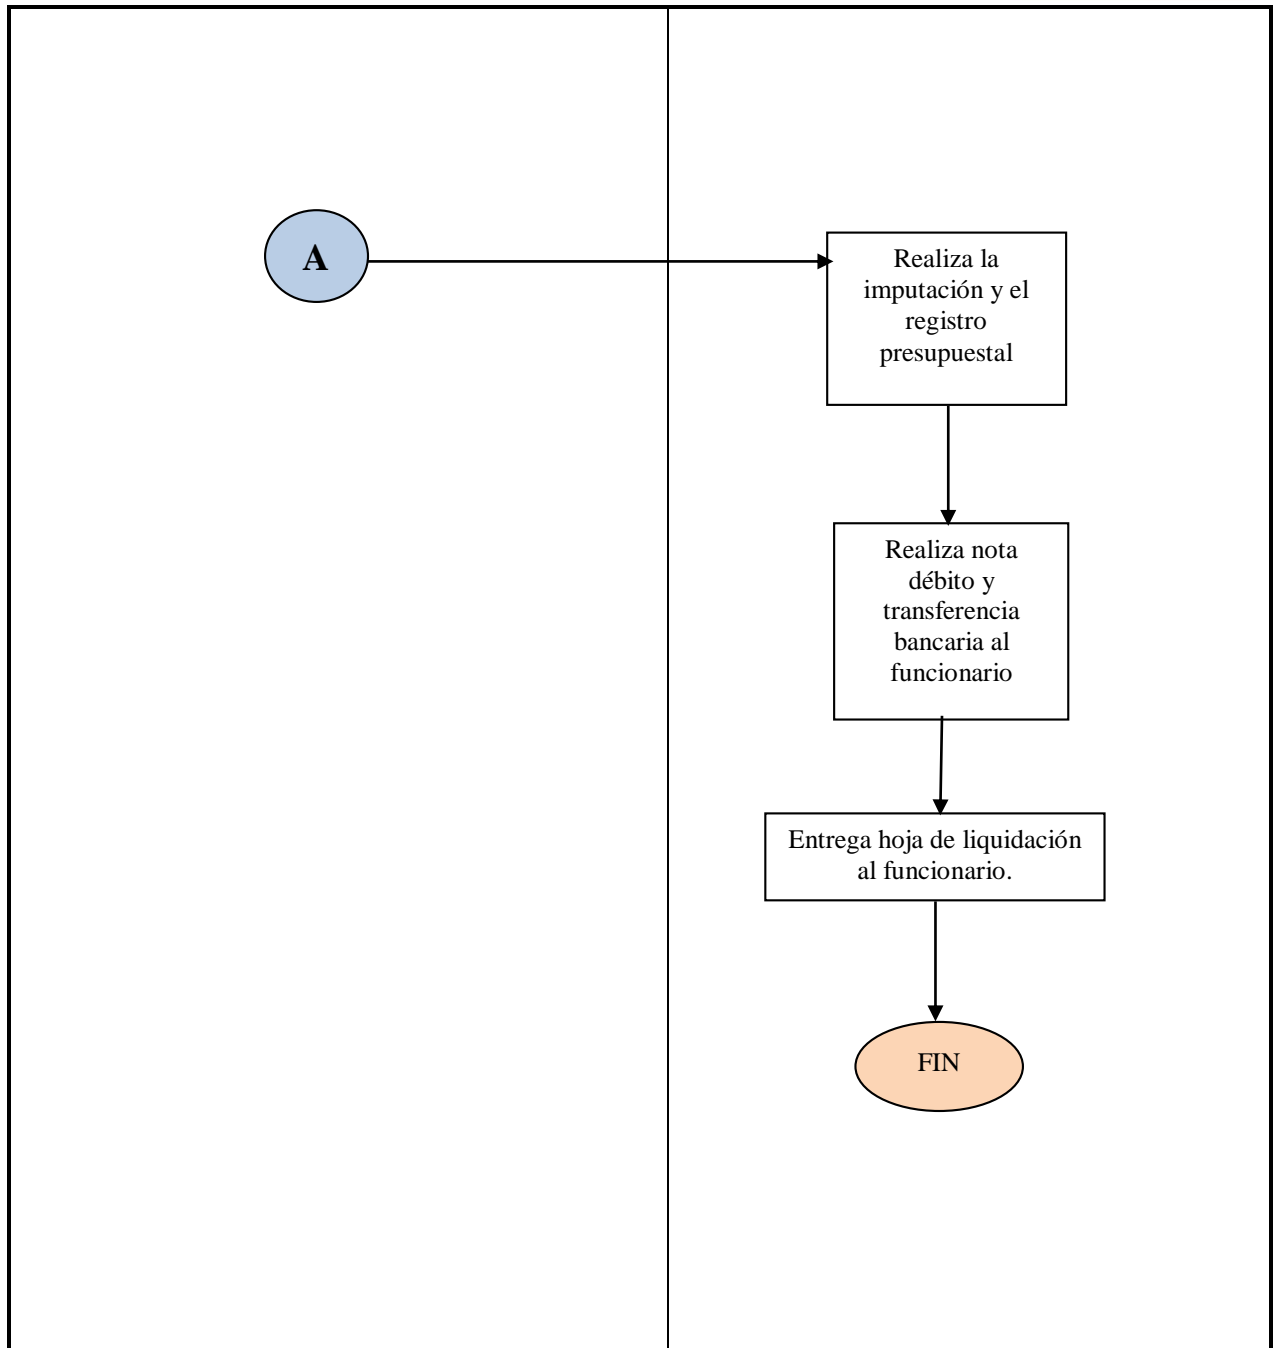 A
Realiza la
imputación y el
registro
presupuestal
Realiza nota
débito y
transferencia
bancaria al
funcionario
Entrega hoja de liquidación
al funcionario.
FIN